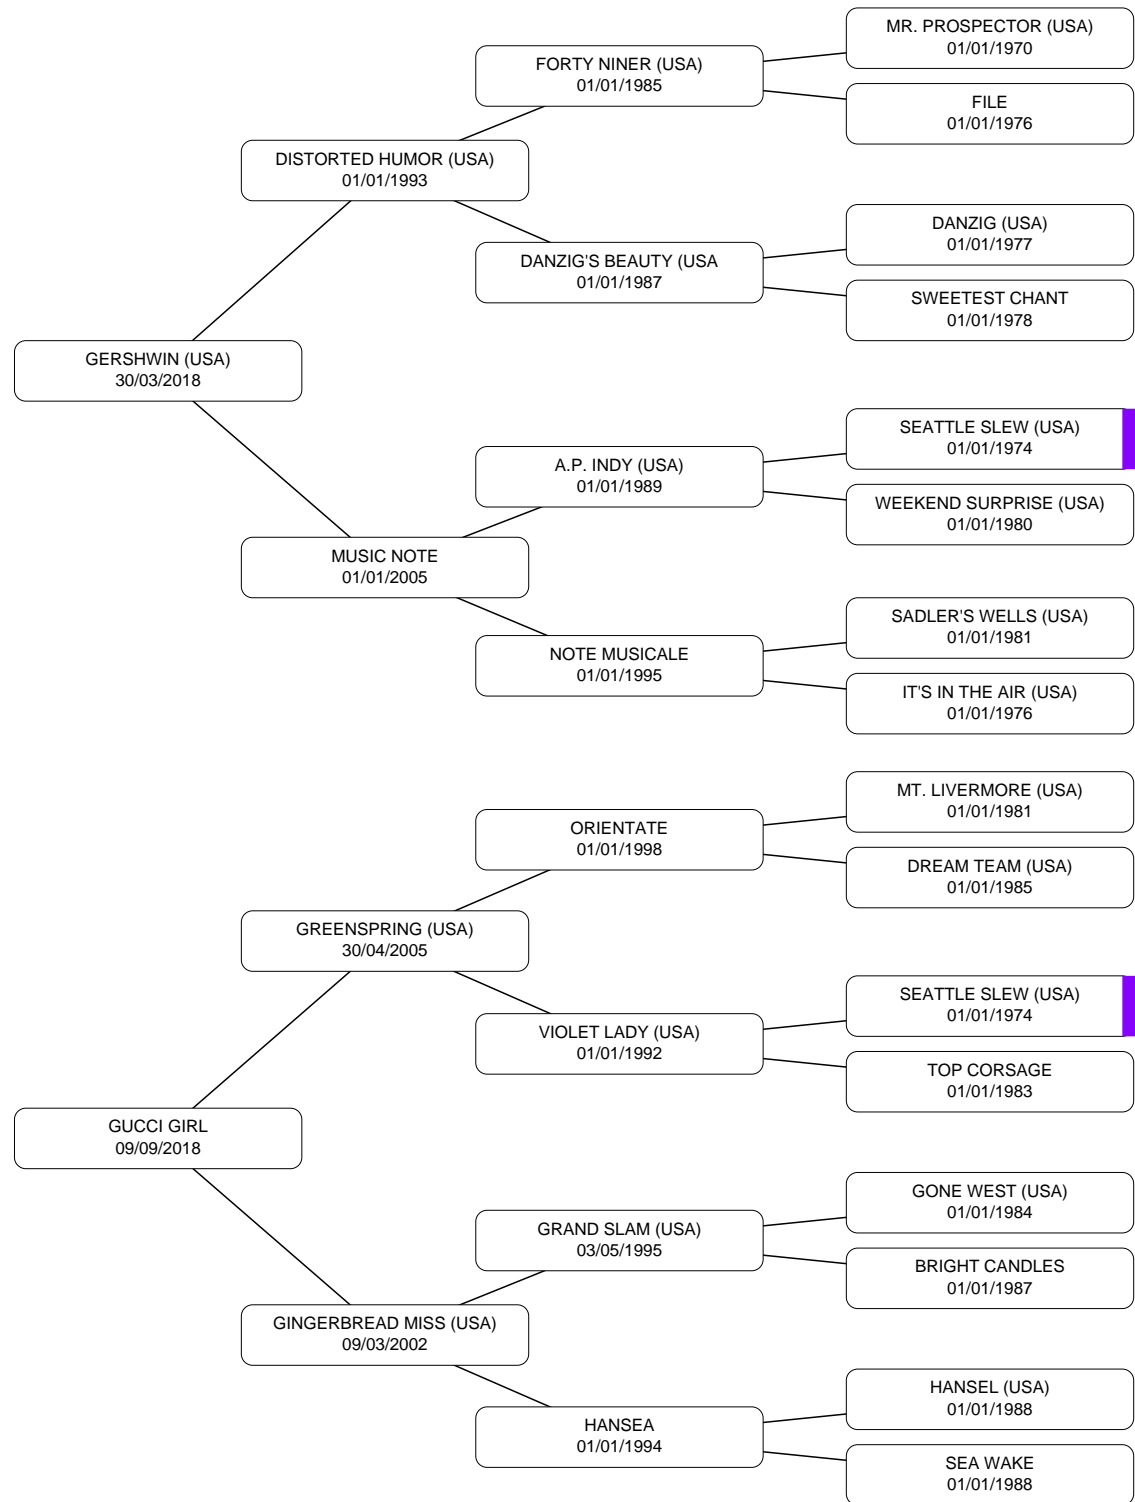 MR. PROSPECTOR (USA)
01/01/1970
FORTY NINER (USA)
01/01/1985
FILE
01/01/1976
DISTORTED HUMOR (USA)
01/01/1993
DANZIG (USA)
01/01/1977
DANZIG'S BEAUTY (USA
01/01/1987
SWEETEST CHANT
01/01/1978
GERSHWIN (USA)
30/03/2018
SEATTLE SLEW (USA)
01/01/1974
A.P. INDY (USA)
01/01/1989
WEEKEND SURPRISE (USA)
01/01/1980
MUSIC NOTE
01/01/2005
SADLER'S WELLS (USA)
01/01/1981
NOTE MUSICALE
01/01/1995
IT'S IN THE AIR (USA)
01/01/1976
MT. LIVERMORE (USA)
01/01/1981
ORIENTATE
01/01/1998
DREAM TEAM (USA)
01/01/1985
GREENSPRING (USA)
30/04/2005
SEATTLE SLEW (USA)
01/01/1974
VIOLET LADY (USA)
01/01/1992
TOP CORSAGE
01/01/1983
GUCCI GIRL
09/09/2018
GONE WEST (USA)
01/01/1984
GRAND SLAM (USA)
03/05/1995
BRIGHT CANDLES
01/01/1987
GINGERBREAD MISS (USA)
09/03/2002
HANSEL (USA)
01/01/1988
HANSEA
01/01/1994
SEA WAKE
01/01/1988